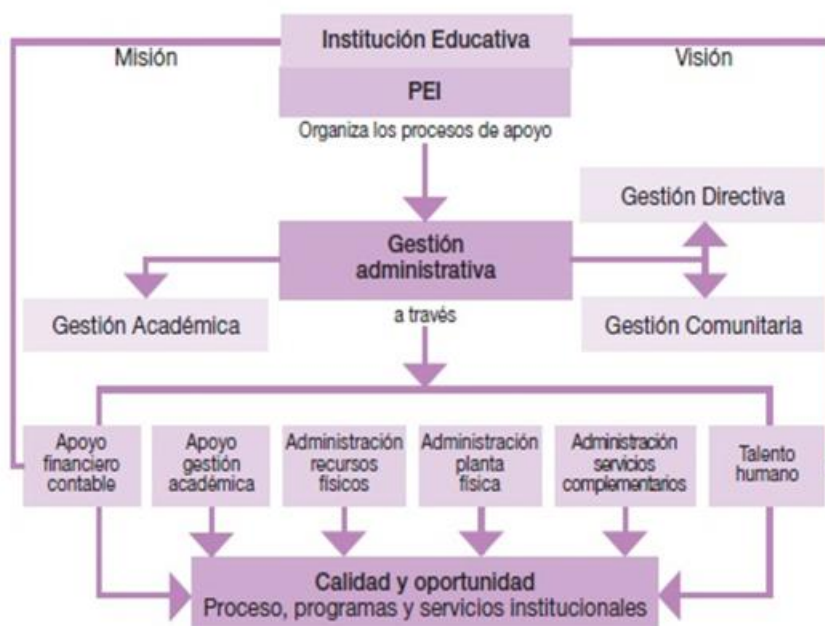 Institución Educativa
Misión
Visión
PEI
Organiza los procesos de apoyo
Gestión Directiva
Gestión
administrativa
Gestión Académica
a través
Gestión Comunitaria
Apoyo
financiero
contable
Apoyo
gestión
académica
Administración
recursos
físicos
Administración
planta
física
Administración
servicios
complementarios
Talento
humano
Calidad y oportunidad
Proceso, programas y servicios institucionales